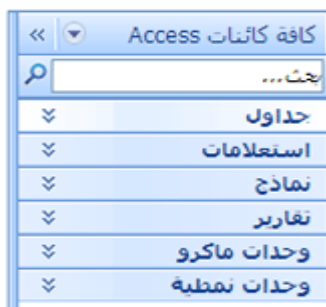 كافة كائنات Access
بحث...
جداول
استعلامات
نماذج
تقارير
وحدات ماكرو
وحدات نمطية